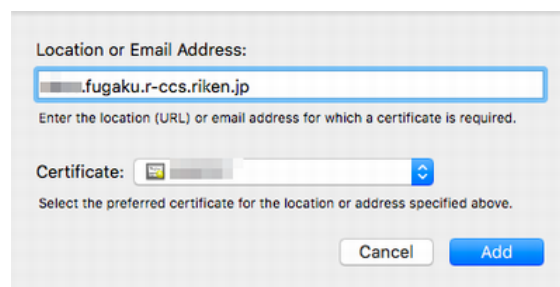 Location or Email Address:
.fugaku.r-ccs.riken.jp
Enter the location (URL) or email address for which a certificate is required.
Certificate:
Select the preferred certificate for the location or address specified above.
Cancel Add